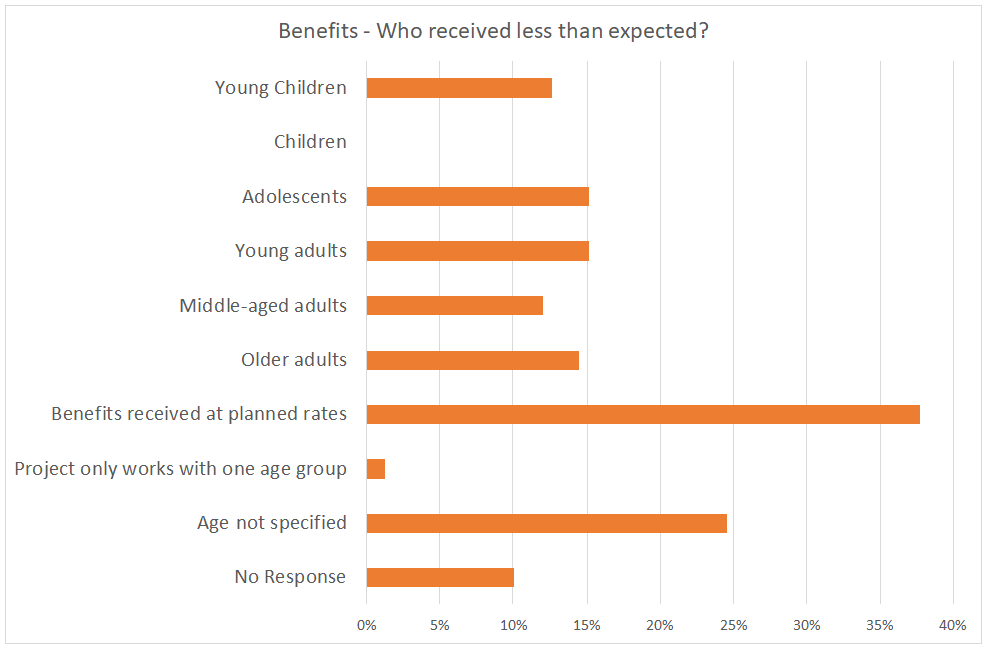 Benefits - Who received less than expected?
Young Children
Children
Adolescents
Young adults
Middle-aged adults
Older adults
Benefits received at planned rates
Project only works with one age group
Age not specified
No Response
0% 5% 10% 15% 20% 25% 30% 35% 40%